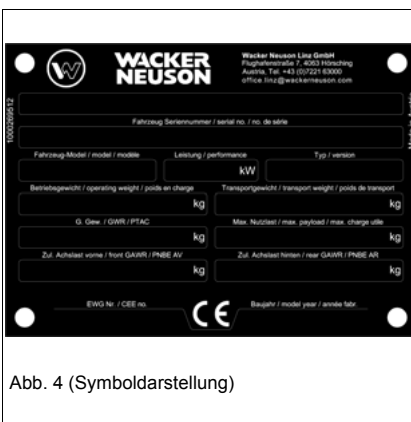 WACKER
NEUSON
Wacker Neuson Linz GmbH
Flughafenstraße 7, 4063 Hörsching
Austria, Tel. +43 (0)7221 63000
office.linz@wackerneuson.com
1000269512
Fahrzeug Seriennummer / serial no. / no. de série
Fahrzeug-Model / model / modèle Leistung / performance Typ / version
kW
Betriebsgewicht / operating weight / poids en charge Transportgewicht / transport weight / poids de transport
kg kg
G. Gew. / GWR / PTAC Max. Nutzlast / max. payload / max. charge utile
kg kg
Zul. Achslast vorne / front GAWR / PNBE AV Zul. Achslast hinten / rear GAWR / PNBE AR
kg kg
EWG Nr. / CEE no. CE Baujahr / model year / année fabr.
Abb. 4 (Symboldarstellung)